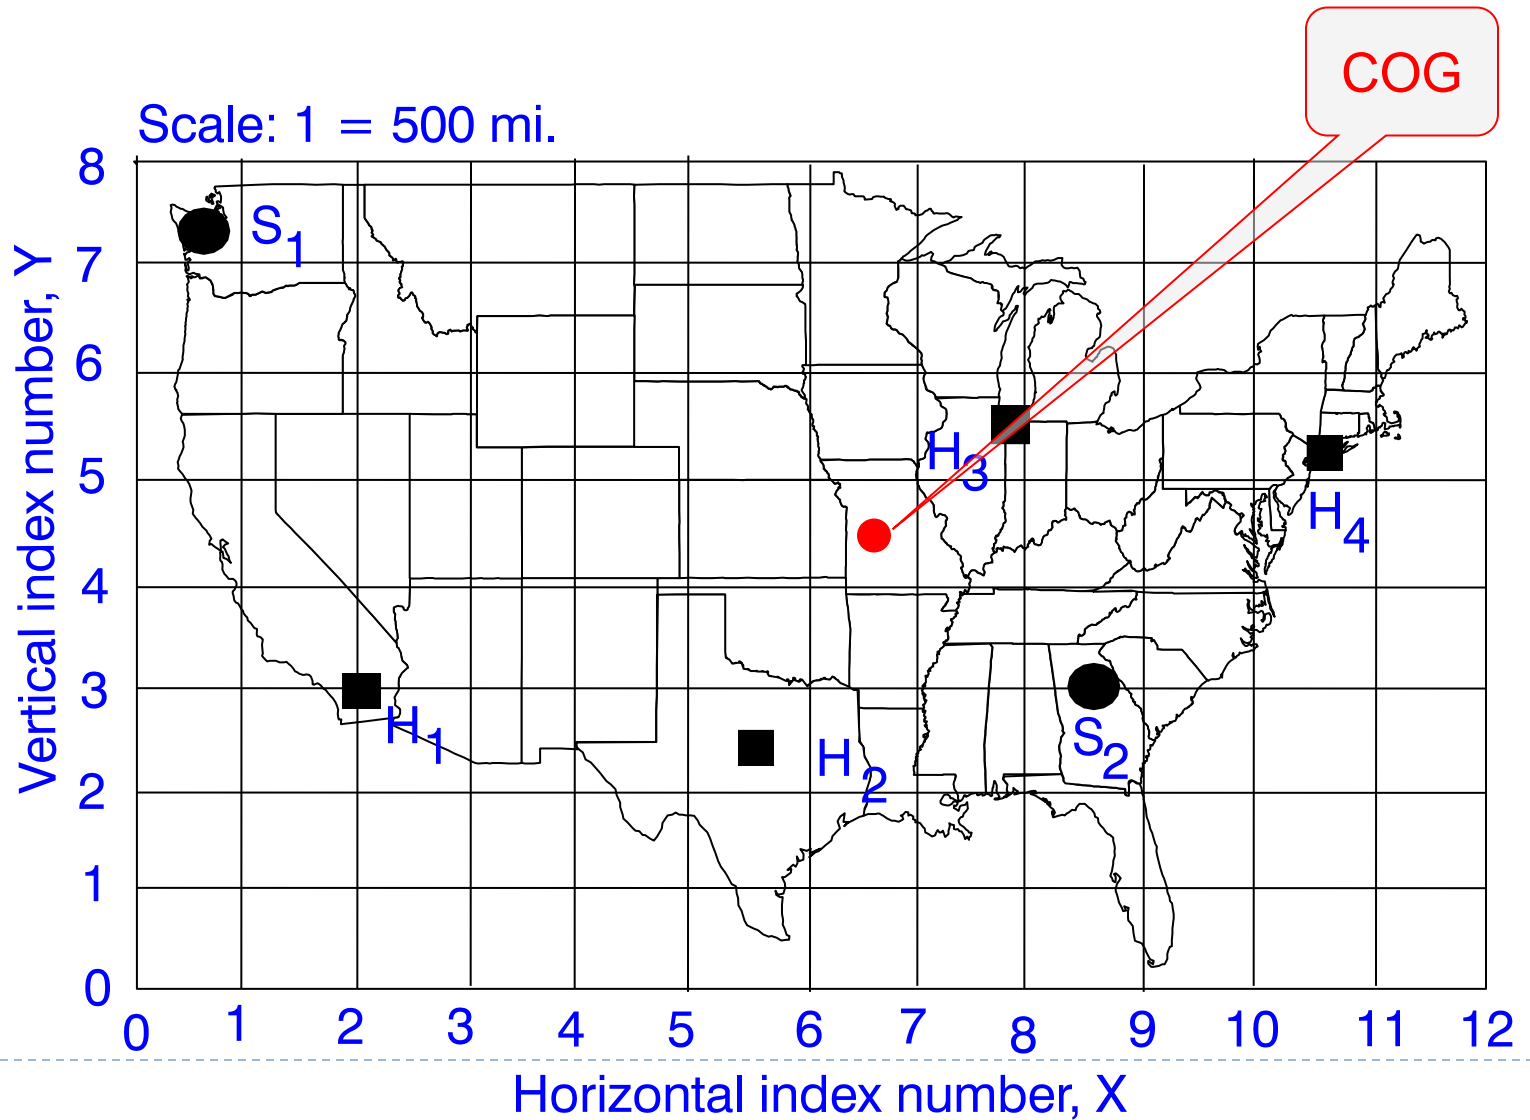 COG
Scale: 1 = 500 mi.
8
7
6
5
4
3
2
1
0
Vertical index number, Y
S1
H3
H4
H1
H2
S2
0 1 2 3 4 5 6 7 8 9 10 11 12
Horizontal index number, X